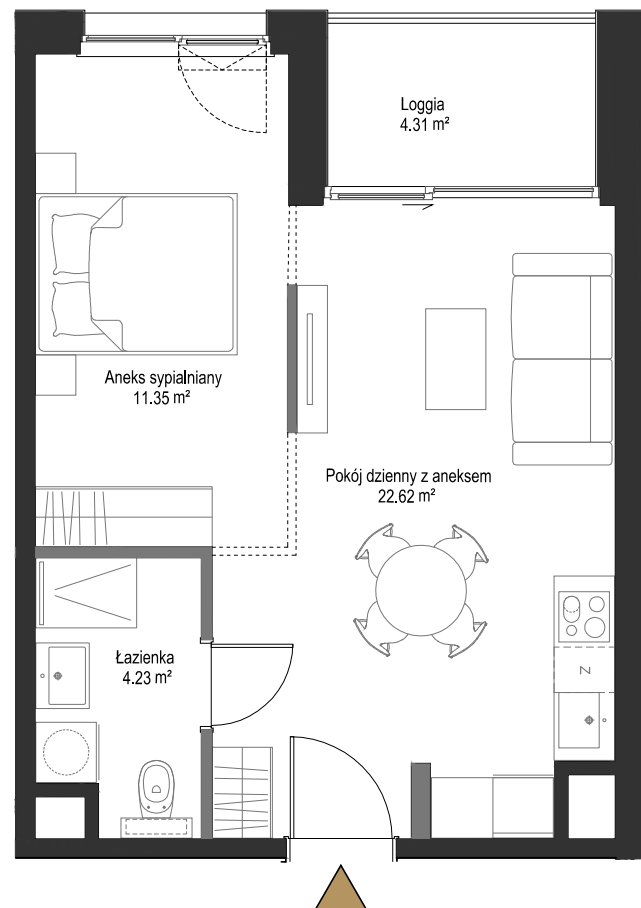 Loggia
4.31 m²
Aneks sypialniany
11.35 m²
Pokój dzienny z aneksem
22.62 m²
Łazienka
4.23 m²
Z